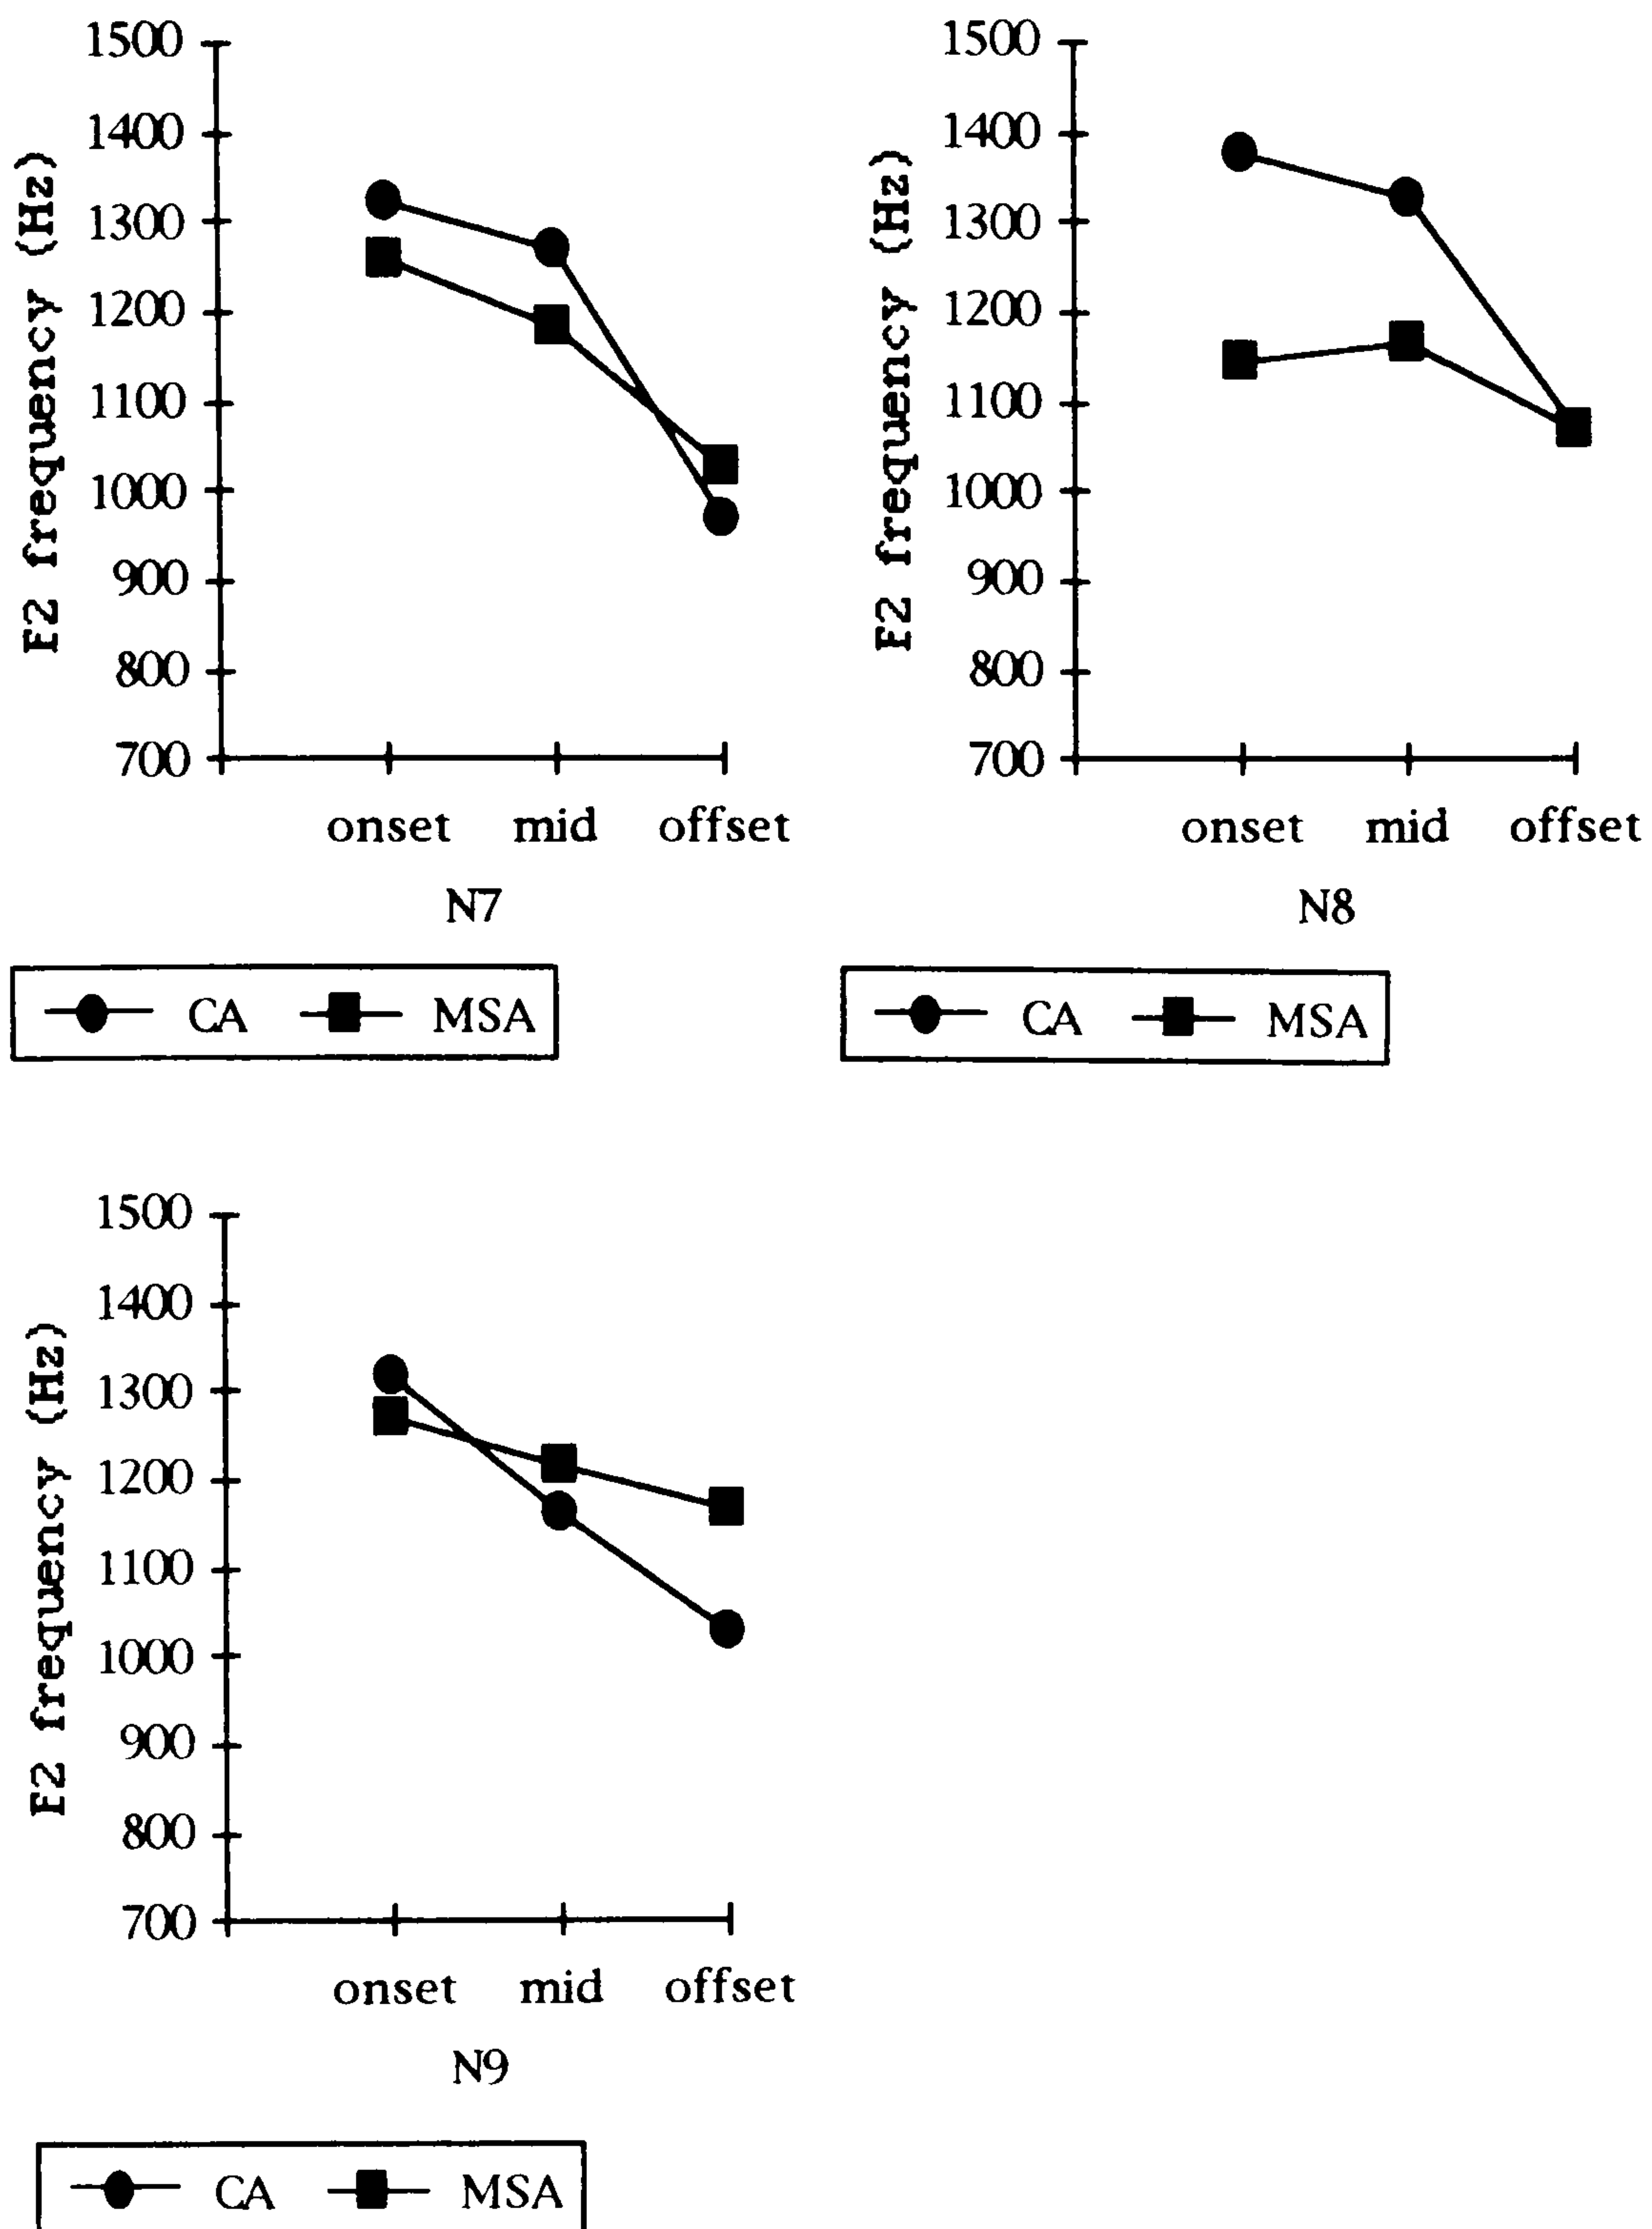 1500
1400
1300
1200
1100
1000
900
800
700
F2 frequency (Hz)
onset mid offset
N7
CA MSA
1500
1400
1300
1200
1100
1000
900
800
700
F2 frequency (Hz)
onset mid offset
N8
CA MSA
1500
1400
1300
1200
1100
1000
900
800
700
F2 frequency (Hz)
onset mid offset
N9
CA MSA